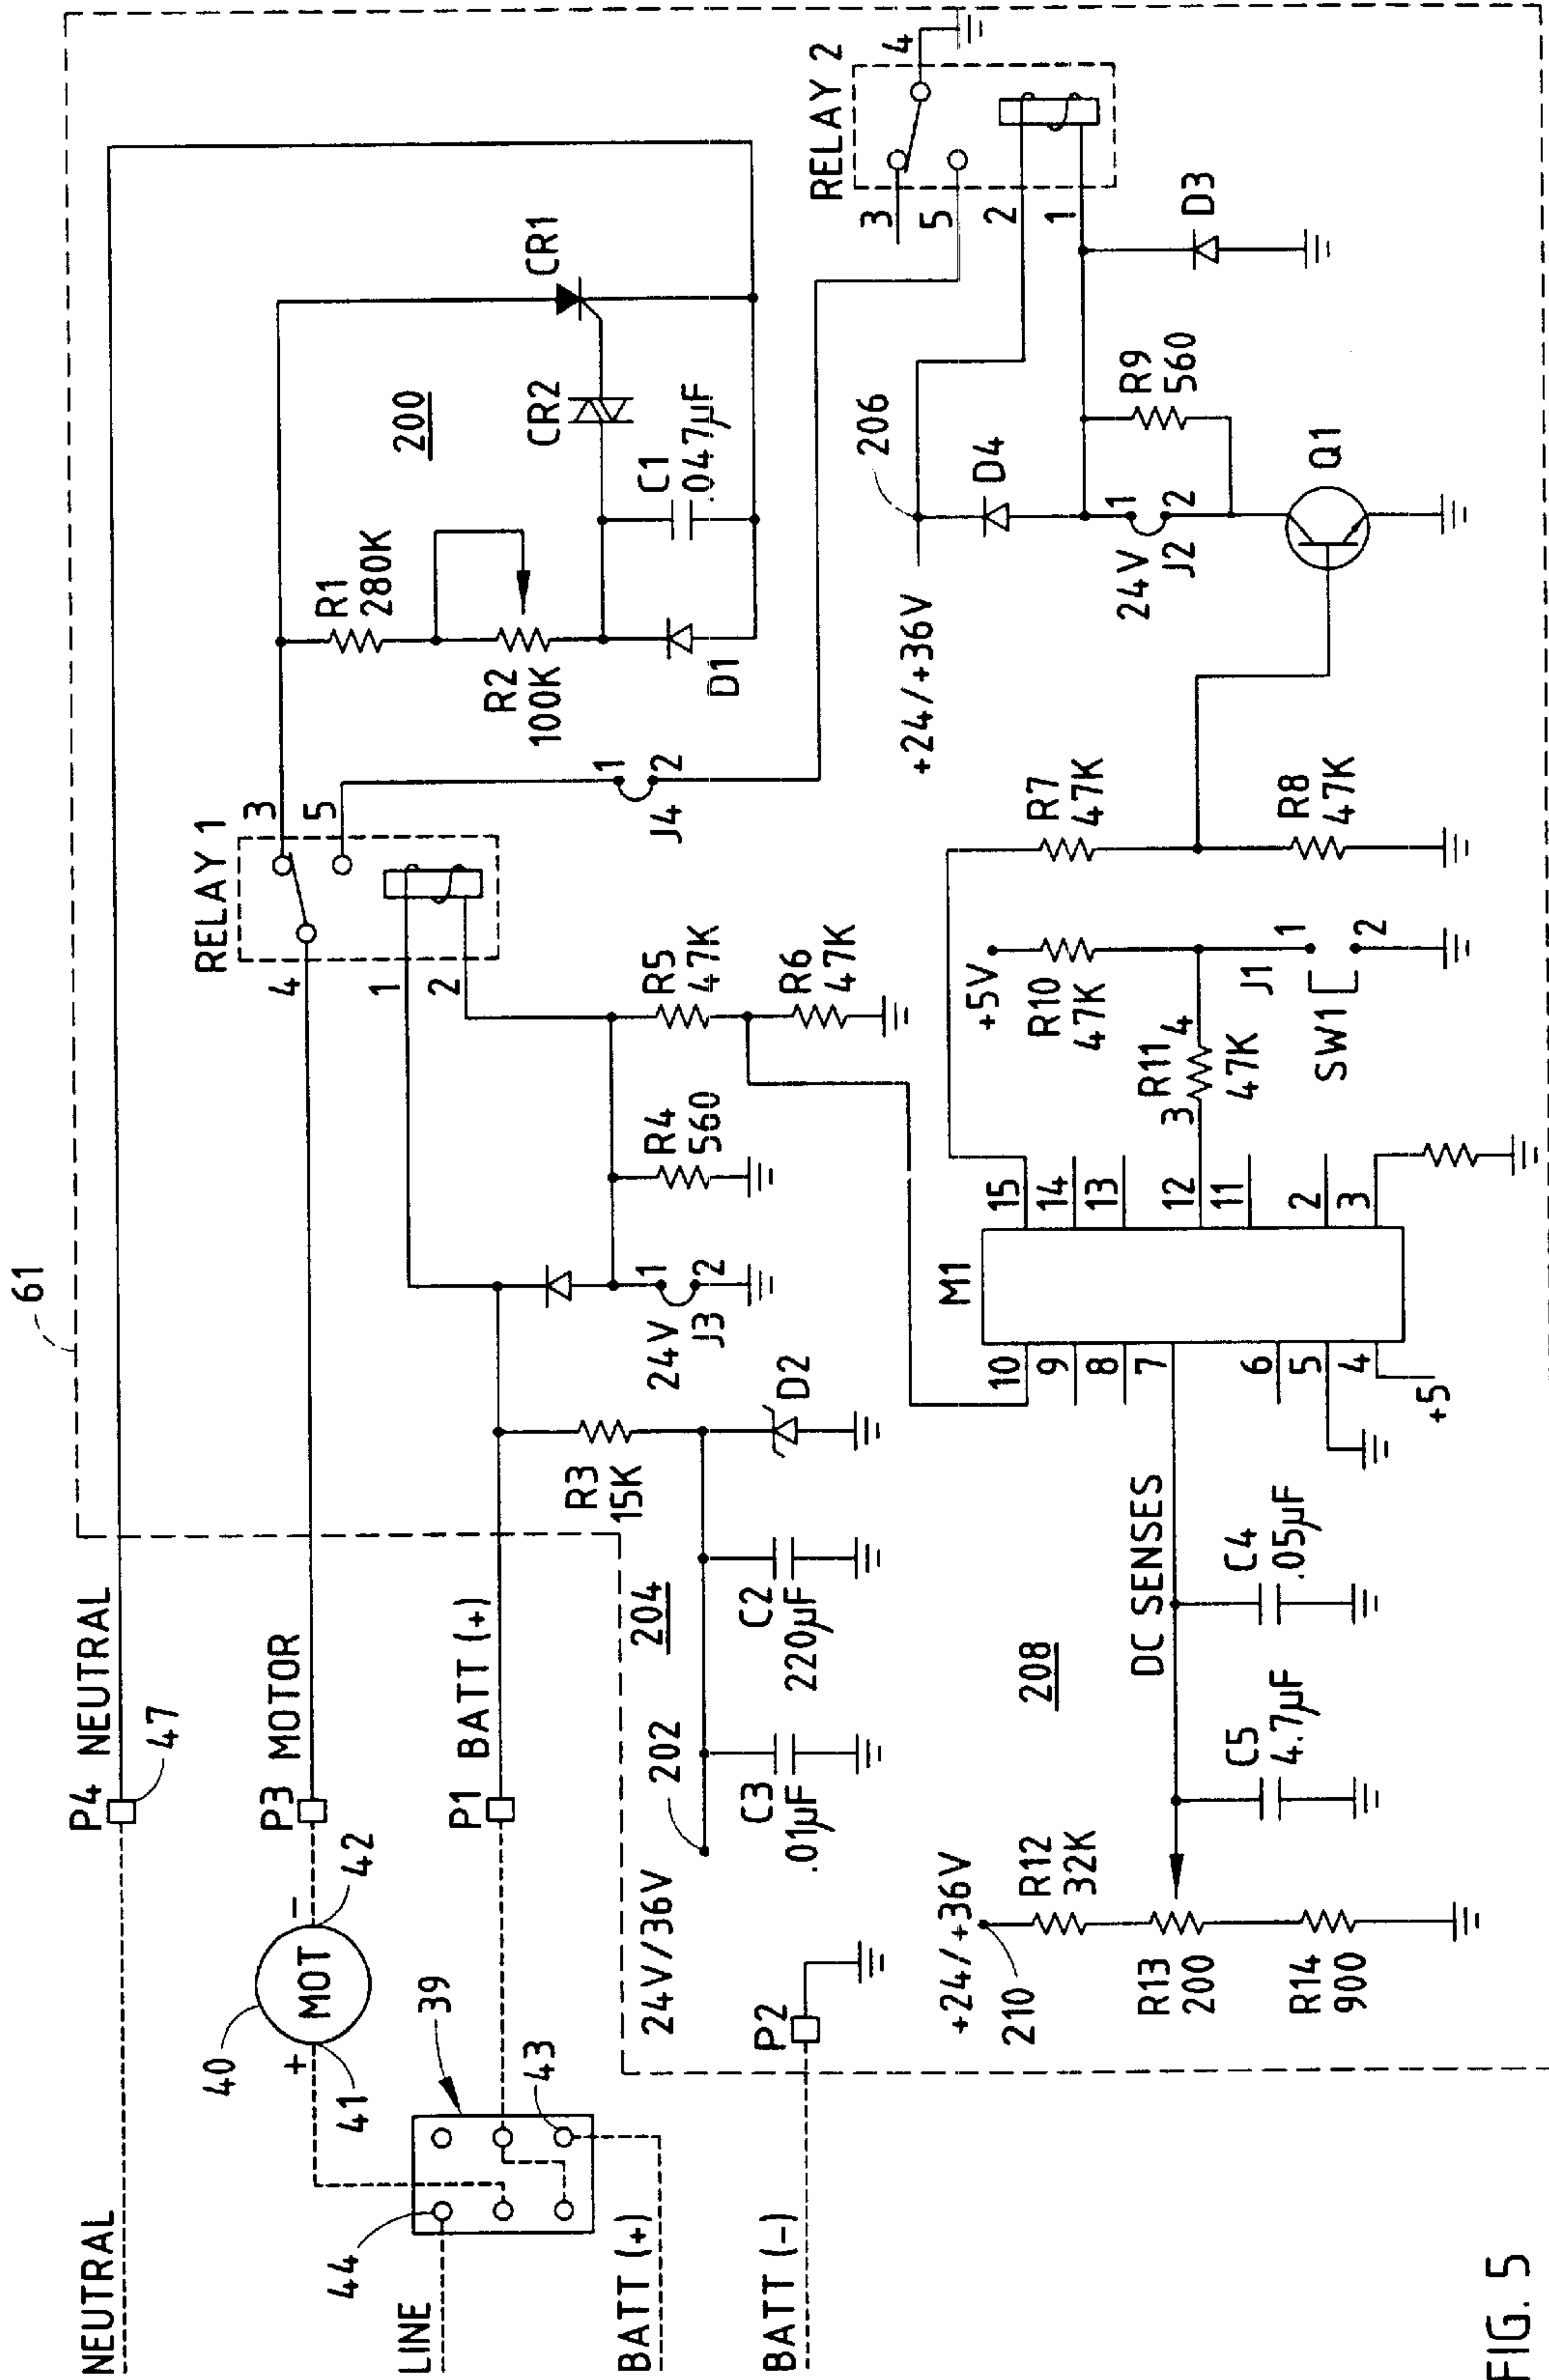 NEUTRAL
P4 NEUTRAL
47
61
40
+
MOT
-
42
41
P3 MOTOR
RELAY 1
4
3
5
1
2
R1
280K
R2
100K
200
CR1
CR2
C1
.047µF
D1
J4
1
2
LINE
44
39
43
P1 BATT (+)
BATT (+)
R3
15K
24V
J3
1
2
R4
560
R5
47K
R6
47K
D2
204
24V/36V
202
C3
.01µF
C2
220µF
BATT (-)
P2
RELAY 2
4
3
5
2
1
206
+24/+36V
D4
24V
J2
1
2
R9
560
D3
Q1
+24/+36V
210
R12
32K
R13
200
R14
900
208
DC SENSES
C5
4.7µF
C4
.05µF
M1
10
9
8
7
6
5
4
+5
15
14
13
12
11
2
3
3
R11
4
47K
+5V
R10
47K
J1
1
2
SW1
R7
47K
R8
47K
FIG. 5